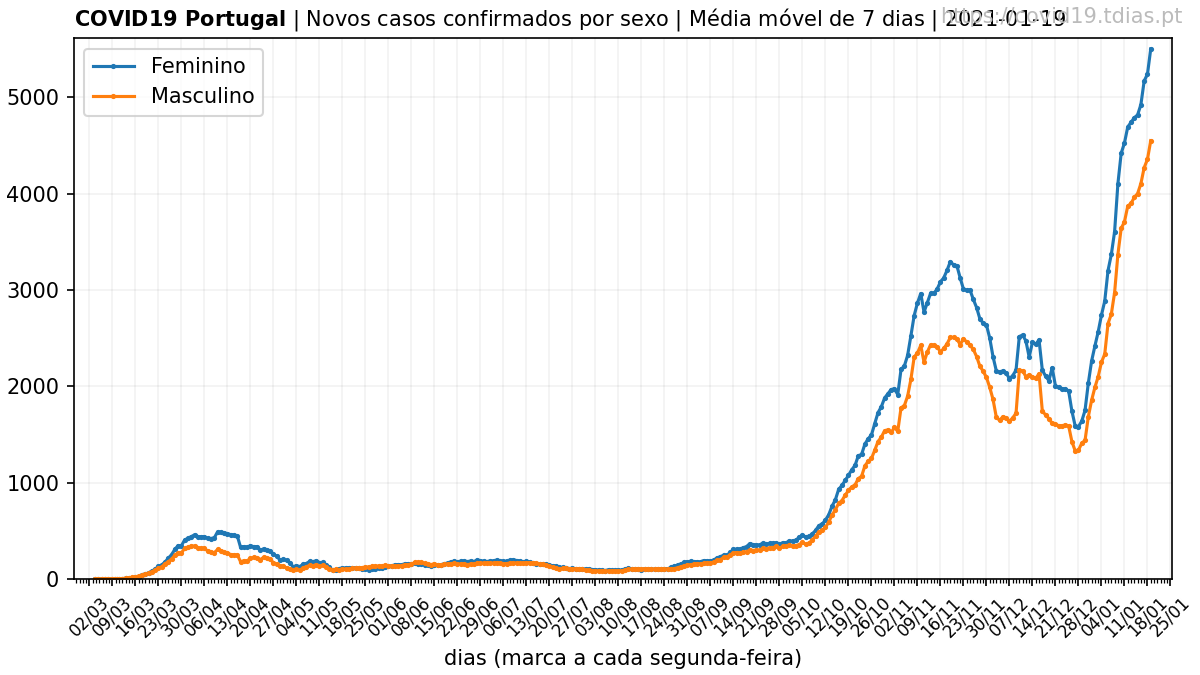 COVID19 Portugal | Novos casos confirmados por sexo | Média móvel de 7 dias | 2021-01-19
https://covid19.tdias.pt
Feminino
Masculino
5000
4000
3000
2000
1000
0
02/03 09/03 16/03 23/03 30/03 06/04 13/04 20/04 27/04 04/05 11/05 18/05 25/05 01/06 08/06 15/06 22/06 29/06 06/07 13/07 20/07 27/07 03/08 10/08 17/08 24/08 31/08 07/09 14/09 21/09 28/09 05/10 12/10 19/10 26/10 02/11 09/11 16/11 23/11 30/11 07/12 14/12 21/12 28/12 04/01 11/01 18/01 25/01
dias (marca a cada segunda-feira)